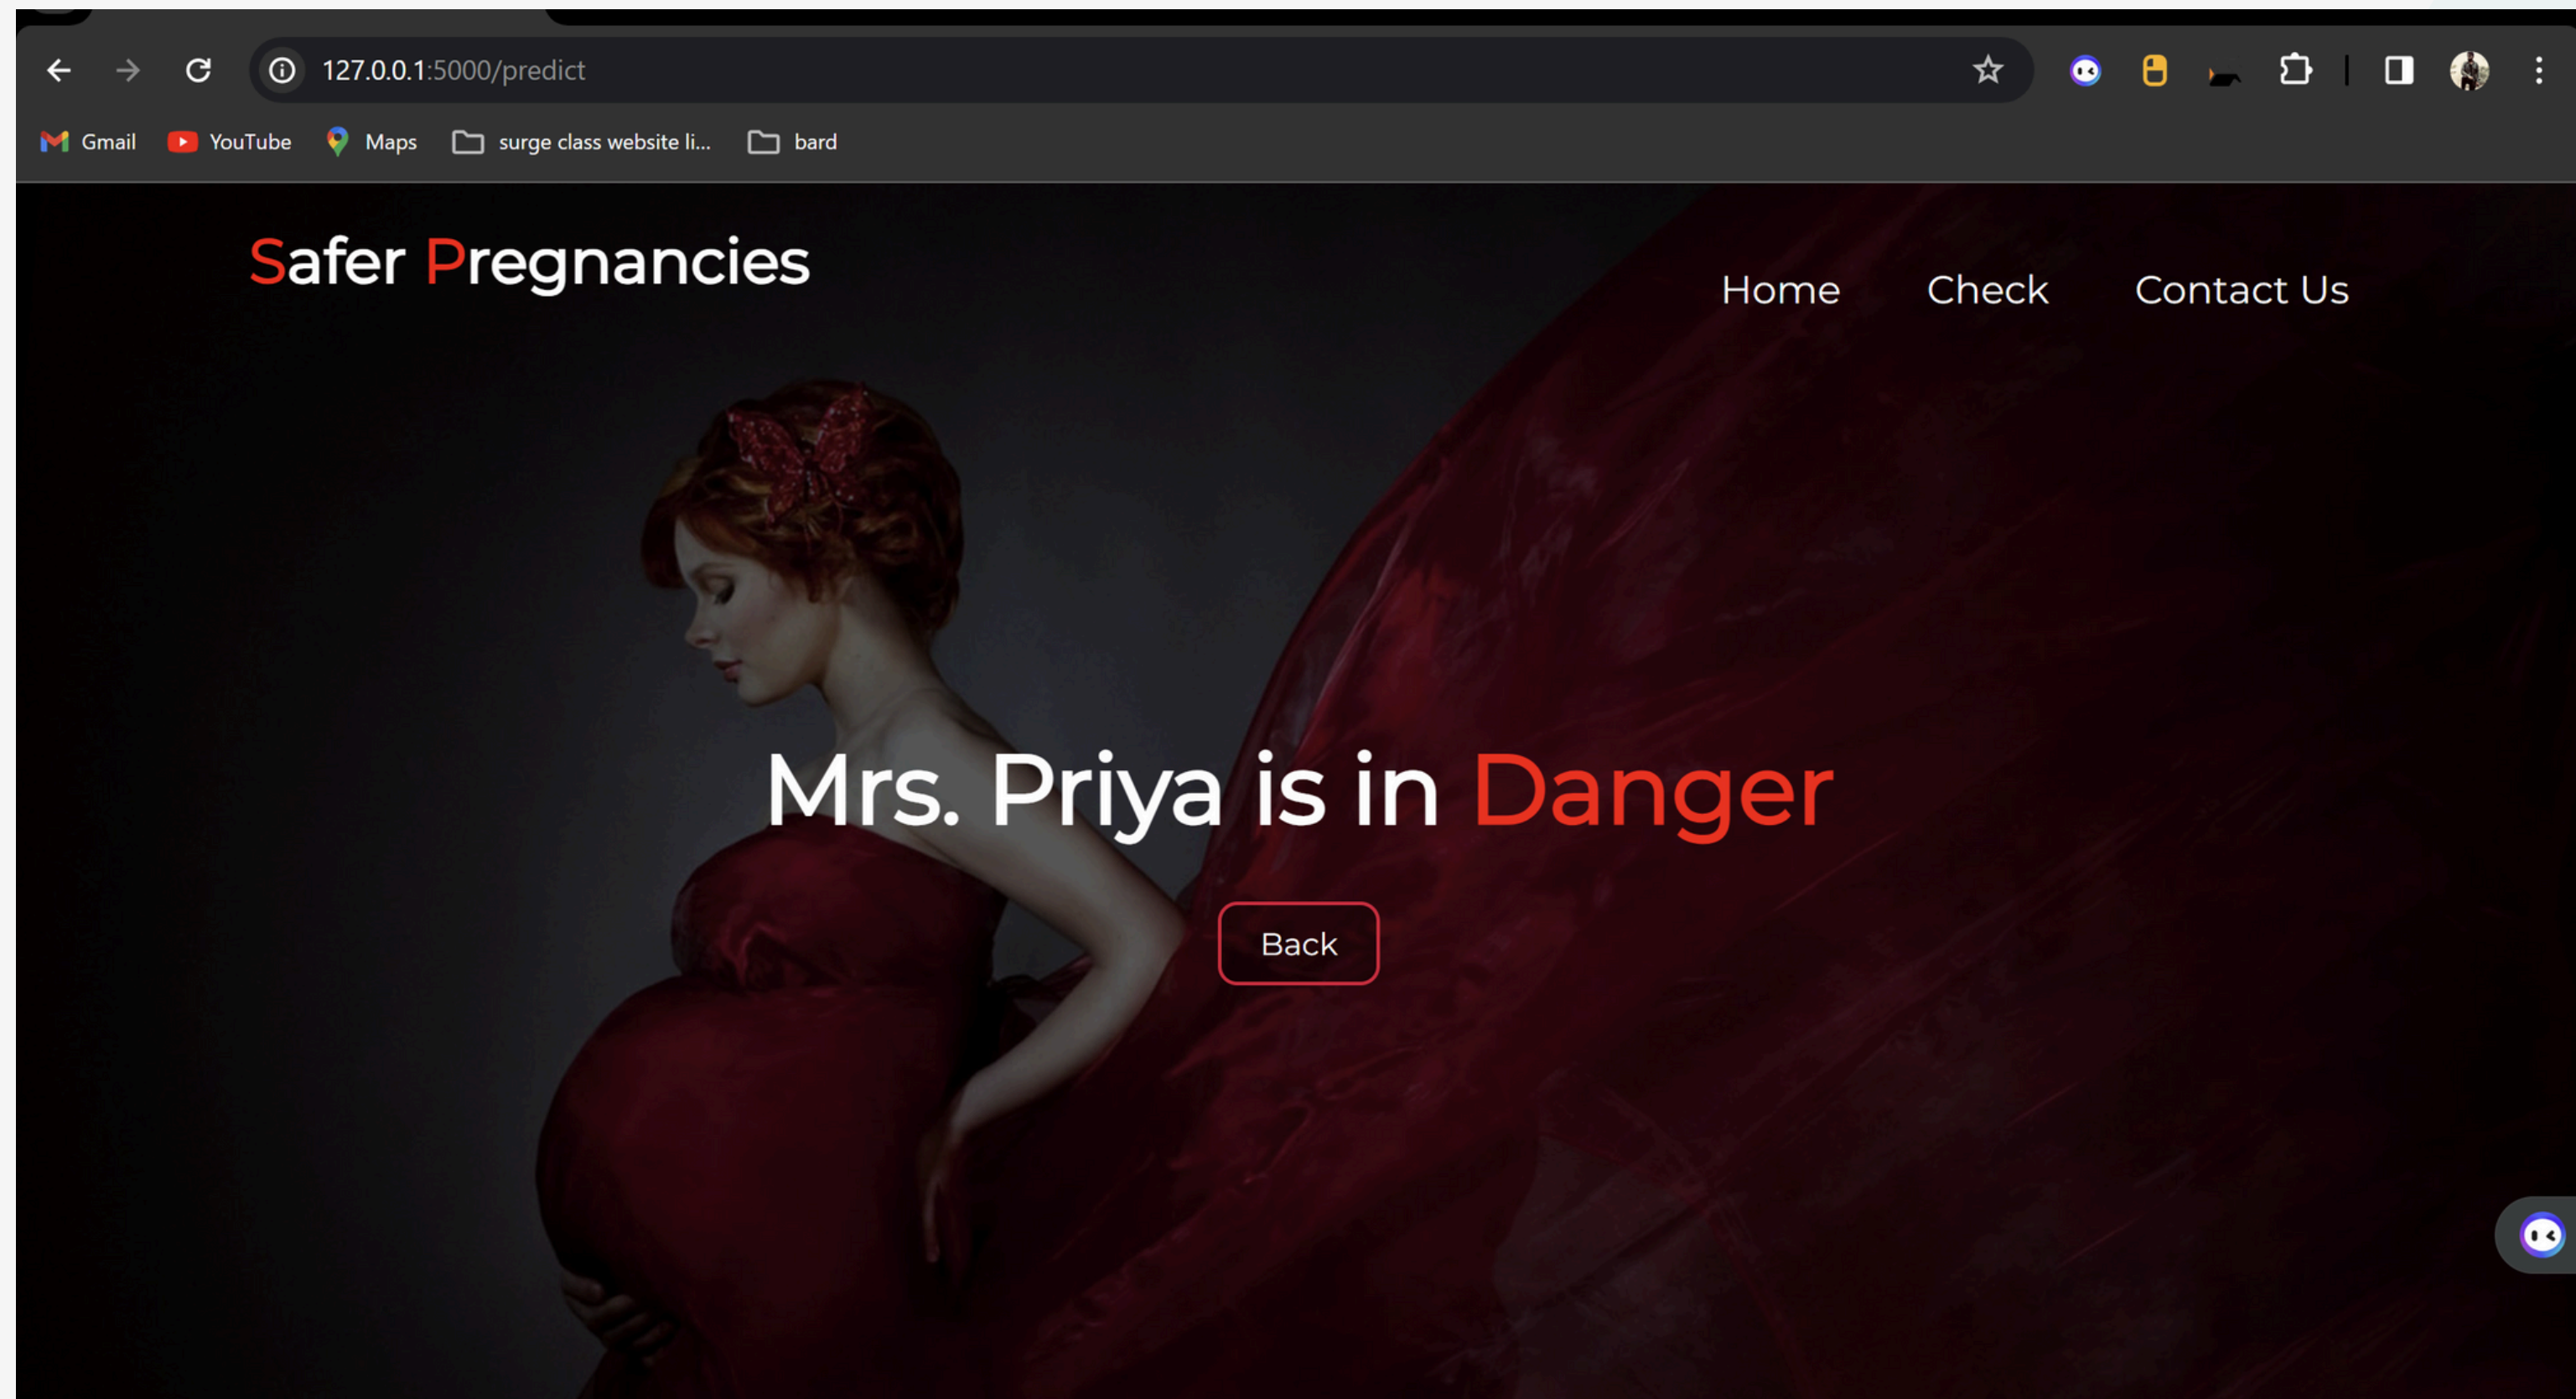 127.0.0.1:5000/predict
Gmail YouTube Maps surge class website li... bard
Safer Pregnancies
Home Check Contact Us
Mrs. Priya is in Danger
Back